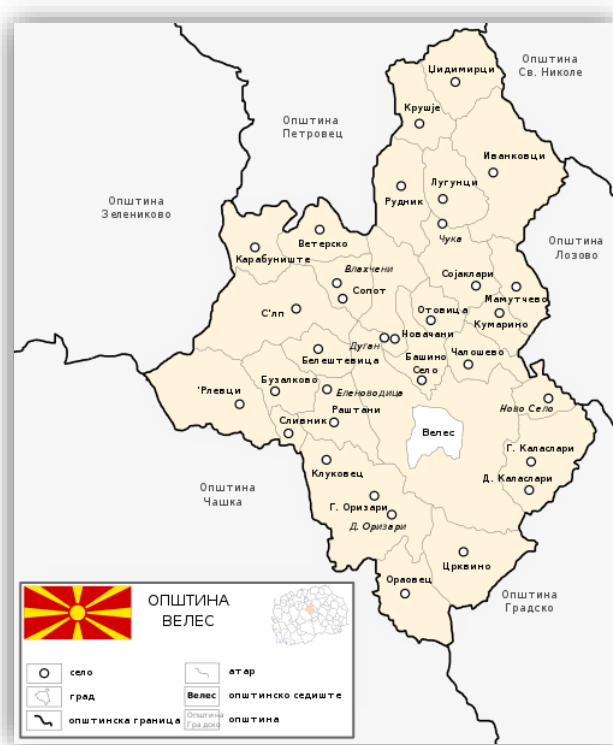 Општина
Св. Николе
Џидимирци
Крушје
Општина
Петровец
Иванковци
Лугунци
Рудник
Општина
Зелениково
Чука
Ветерско
Општина
Лозово
Карабуниште
Влахчени
Сојаклари
Сопот
Мамутчево
С'лп
Отовица
Кумарино
Новачани
Дуган
Белештевица
Башино
Село
Чалошево
Бузалково
'Рлевци
Еленоводица
Раштани
Ново Село
Сливник
Велес
Г. Каласлари
Клуковец
Д. Каласлари
Општина
Чашка
Г. Оризари
Д. Оризари
Црквино
Ораовец
Општина
Градско
ОПШТИНА
ВЕЛЕС
село
атар
град
Велес
општинско седиште
општинска граница
Општина
Градско
општина